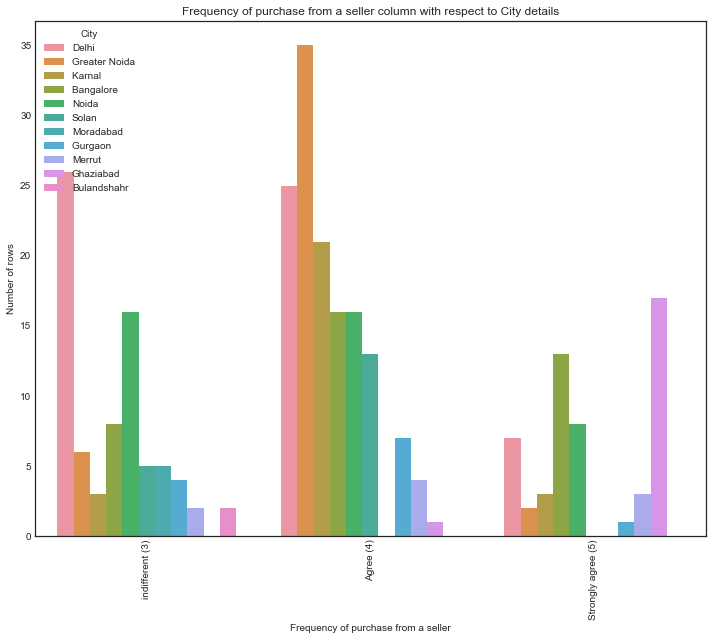 Frequency of purchase from a seller column with respect to City details
City
Delhi
Greater Noida
Karnal
Bangalore
Noida
Solan
Moradabad
Gurgaon
Merrut
Ghaziabad
Bulandshahr
35
30
25
20
15
10
5
0
Number of rows
indifferent (3)
Agree (4)
Strongly agree (5)
Frequency of purchase from a seller